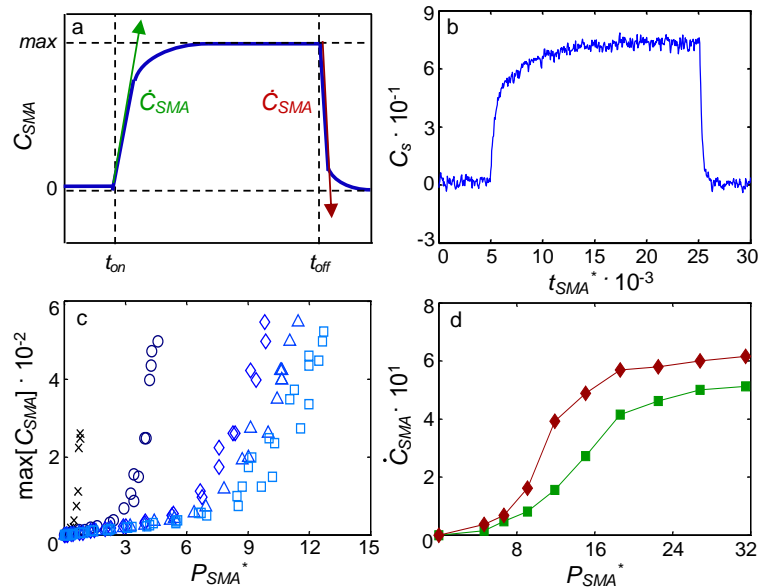 a
max
0
C_SMA
Ċ_SMA
Ċ_SMA
t_on
t_off
b
9
6
3
0
-3
C_s · 10^-1
0 5 10 15 20 25 30
t_SMA^* · 10^-3
c
6
4
2
0
max[C_SMA] · 10^-2
3 6 9 12 15
P_SMA^*
d
8
6
4
2
0
Ċ_SMA · 10^1
8 16 24 32
P_SMA^*